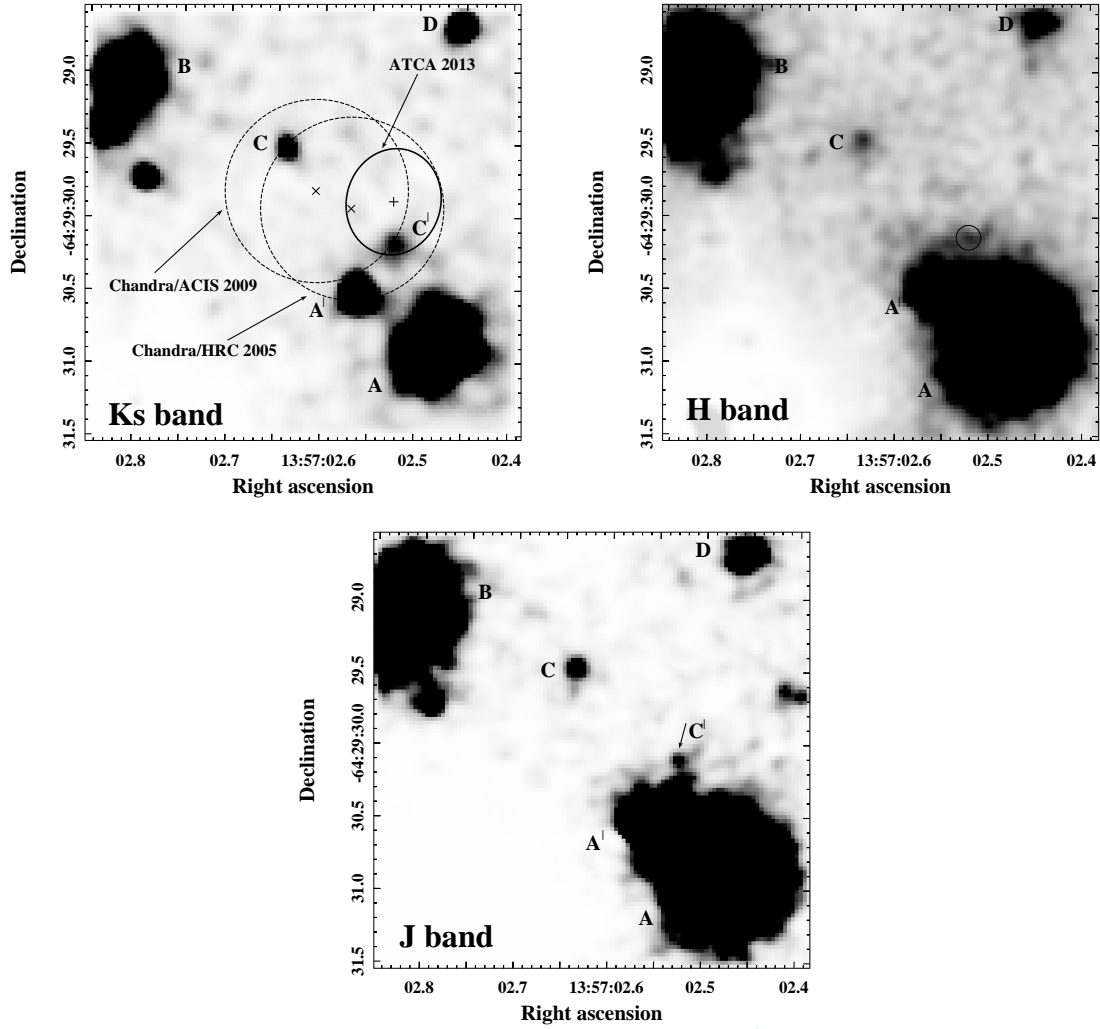 D
B
ATCA 2013
C
C'
Chandra/ACIS 2009
A'
Chandra/HRC 2005
A
Ks band
Declination
29.0
29.5
-64:29:30.0
30.5
31.0
31.5
02.8
02.7
13:57:02.6
02.5
02.4
Right ascension
D
B
C
A'
A
H band
Declination
29.0
29.5
-64:29:30.0
30.5
31.0
31.5
02.8
02.7
13:57:02.6
02.5
02.4
Right ascension
D
B
C
C'
A'
A
J band
Declination
29.0
29.5
-64:29:30.0
30.5
31.0
31.5
02.8
02.7
13:57:02.6
02.5
02.4
Right ascension